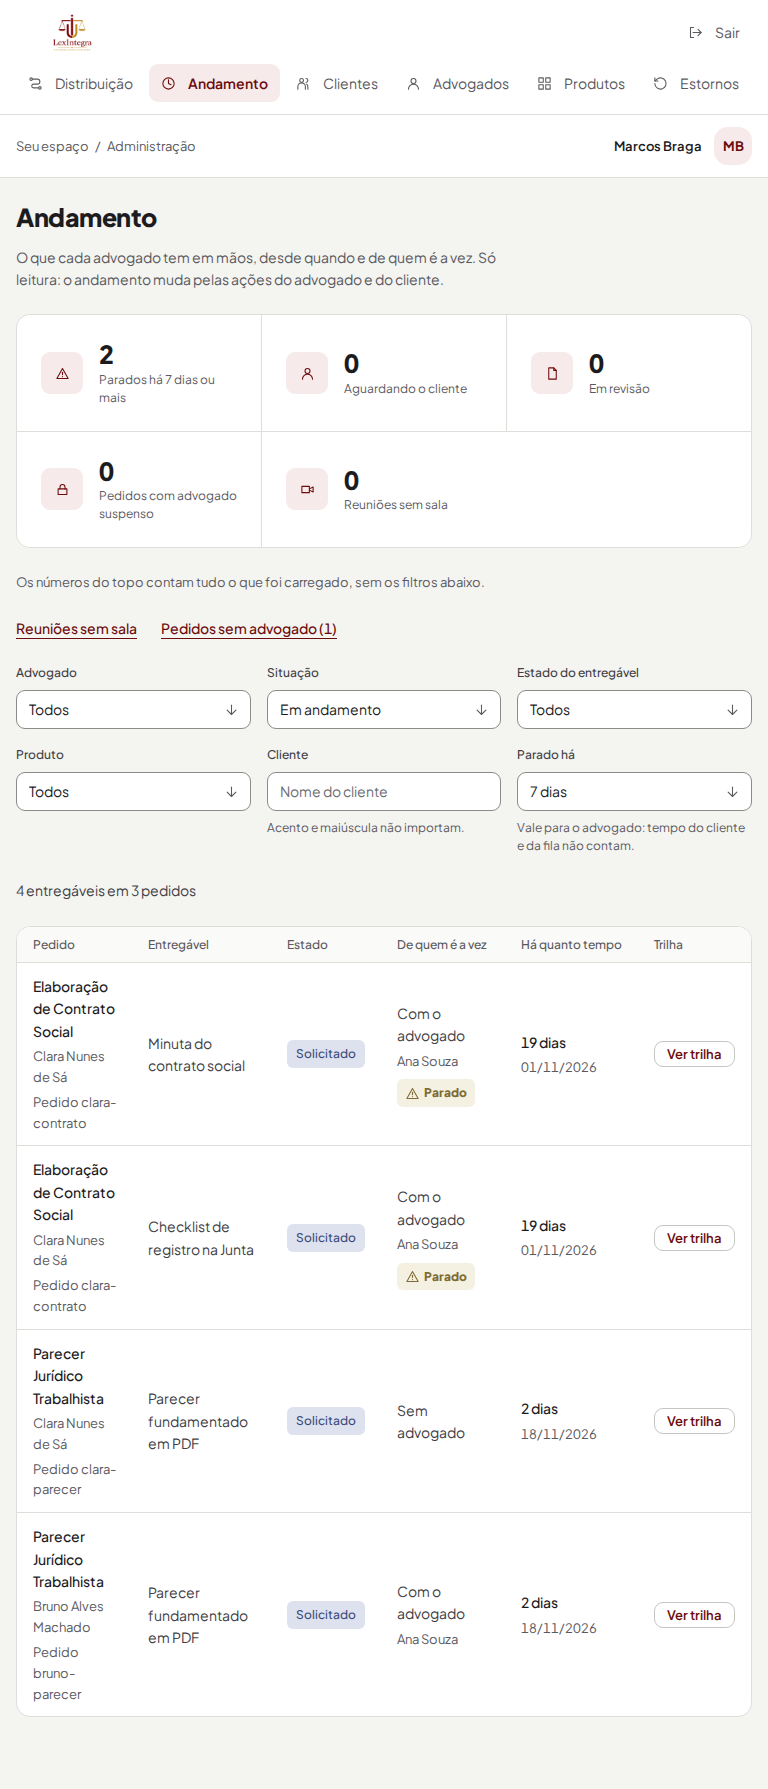 LexIntegra
Sair
Distribuição
Andamento
Clientes
Advogados
Produtos
Estornos
Seu espaço / Administração
Marcos Braga
MB
Andamento
O que cada advogado tem em mãos, desde quando e de quem é a vez. Só
leitura: o andamento muda pelas ações do advogado e do cliente.
2
Parados há 7 dias ou
mais
0
Aguardando o cliente
0
Em revisão
0
Pedidos com advogado
suspenso
0
Reuniões sem sala
Os números do topo contam tudo o que foi carregado, sem os filtros abaixo.
Reuniões sem sala
Pedidos sem advogado (1)
Advogado
Todos
Situação
Em andamento
Estado do entregável
Todos
Produto
Todos
Cliente
Nome do cliente
Acento e maiúscula não importam.
Parado há
7 dias
Vale para o advogado: tempo do cliente
e da fila não contam.
4 entregáveis em 3 pedidos
Pedido
Entregável
Estado
De quem é a vez
Há quanto tempo
Trilha
Elaboração
de Contrato
Social
Clara Nunes
de Sá
Pedido clara-
contrato
Minuta do
contrato social
Solicitado
Com o
advogado
Ana Souza
Parado
19 dias
01/11/2026
Ver trilha
Elaboração
de Contrato
Social
Clara Nunes
de Sá
Pedido clara-
contrato
Checklist de
registro na Junta
Solicitado
Com o
advogado
Ana Souza
Parado
19 dias
01/11/2026
Ver trilha
Parecer
Jurídico
Trabalhista
Clara Nunes
de Sá
Pedido clara-
parecer
Parecer
fundamentado
em PDF
Solicitado
Sem
advogado
2 dias
18/11/2026
Ver trilha
Parecer
Jurídico
Trabalhista
Bruno Alves
Machado
Pedido
bruno-
parecer
Parecer
fundamentado
em PDF
Solicitado
Com o
advogado
Ana Souza
2 dias
18/11/2026
Ver trilha